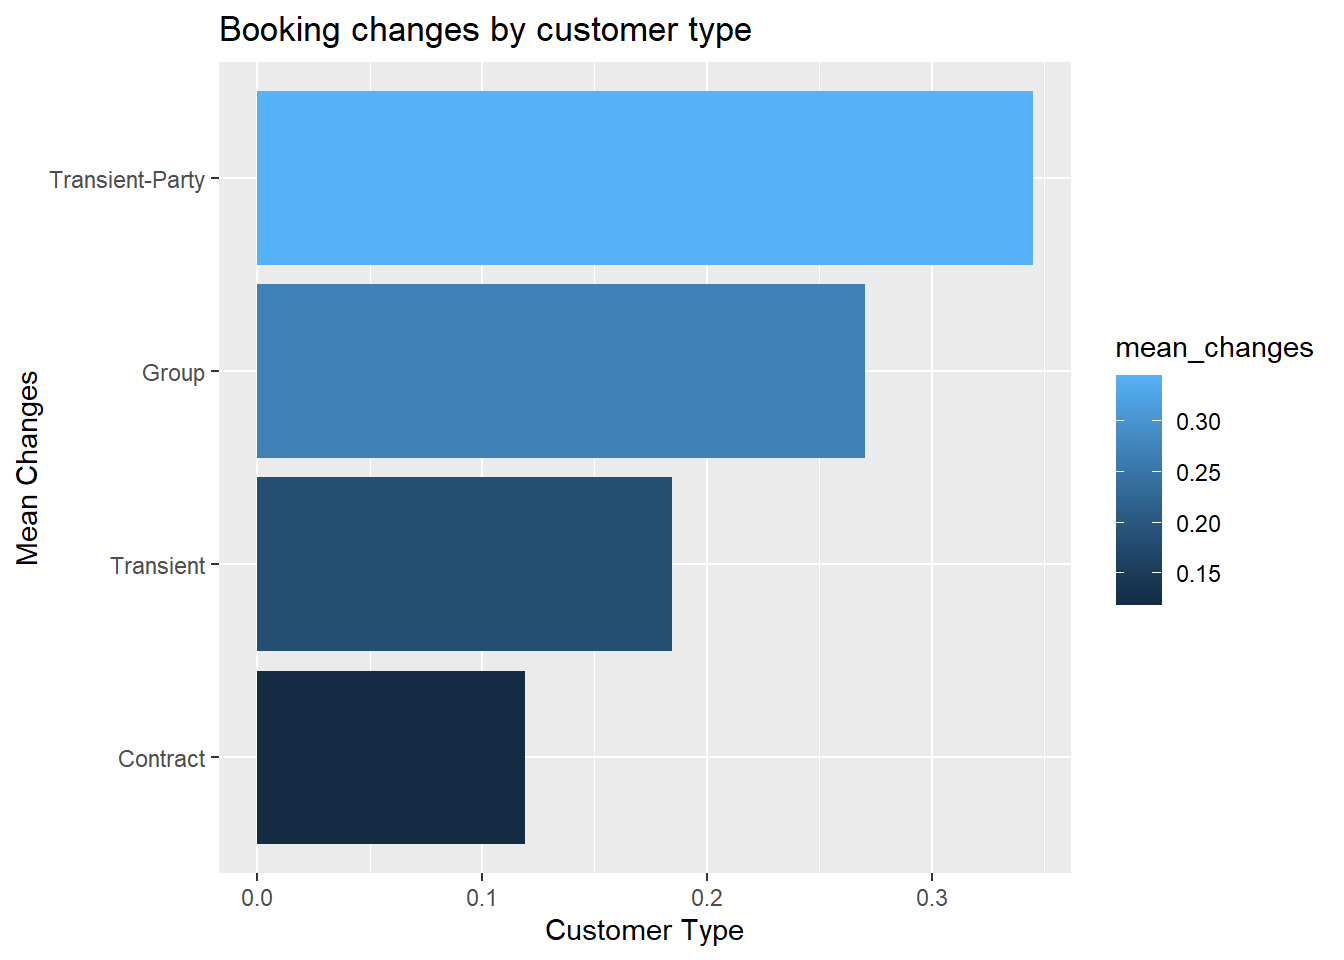 Booking changes by customer type
Mean Changes
Transient-Party
Group
Transient
Contract
0.0 0.1 0.2 0.3
Customer Type
mean_changes
0.30
0.25
0.20
0.15